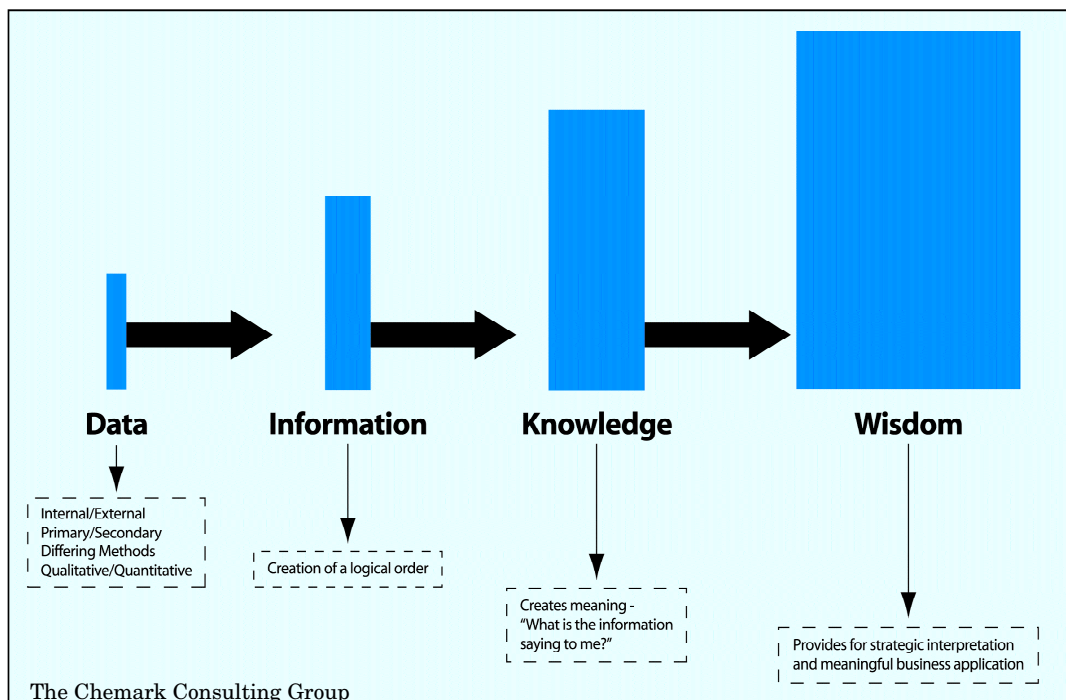 Data
Information
Knowledge
Wisdom
Internal/External
Primary/Secondary
Differing Methods
Qualitative/Quantitative
Creation of a logical order
Creates meaning -
“What is the information
saying to me?”
Provides for strategic interpretation
and meaningful business application
The Chemark Consulting Group